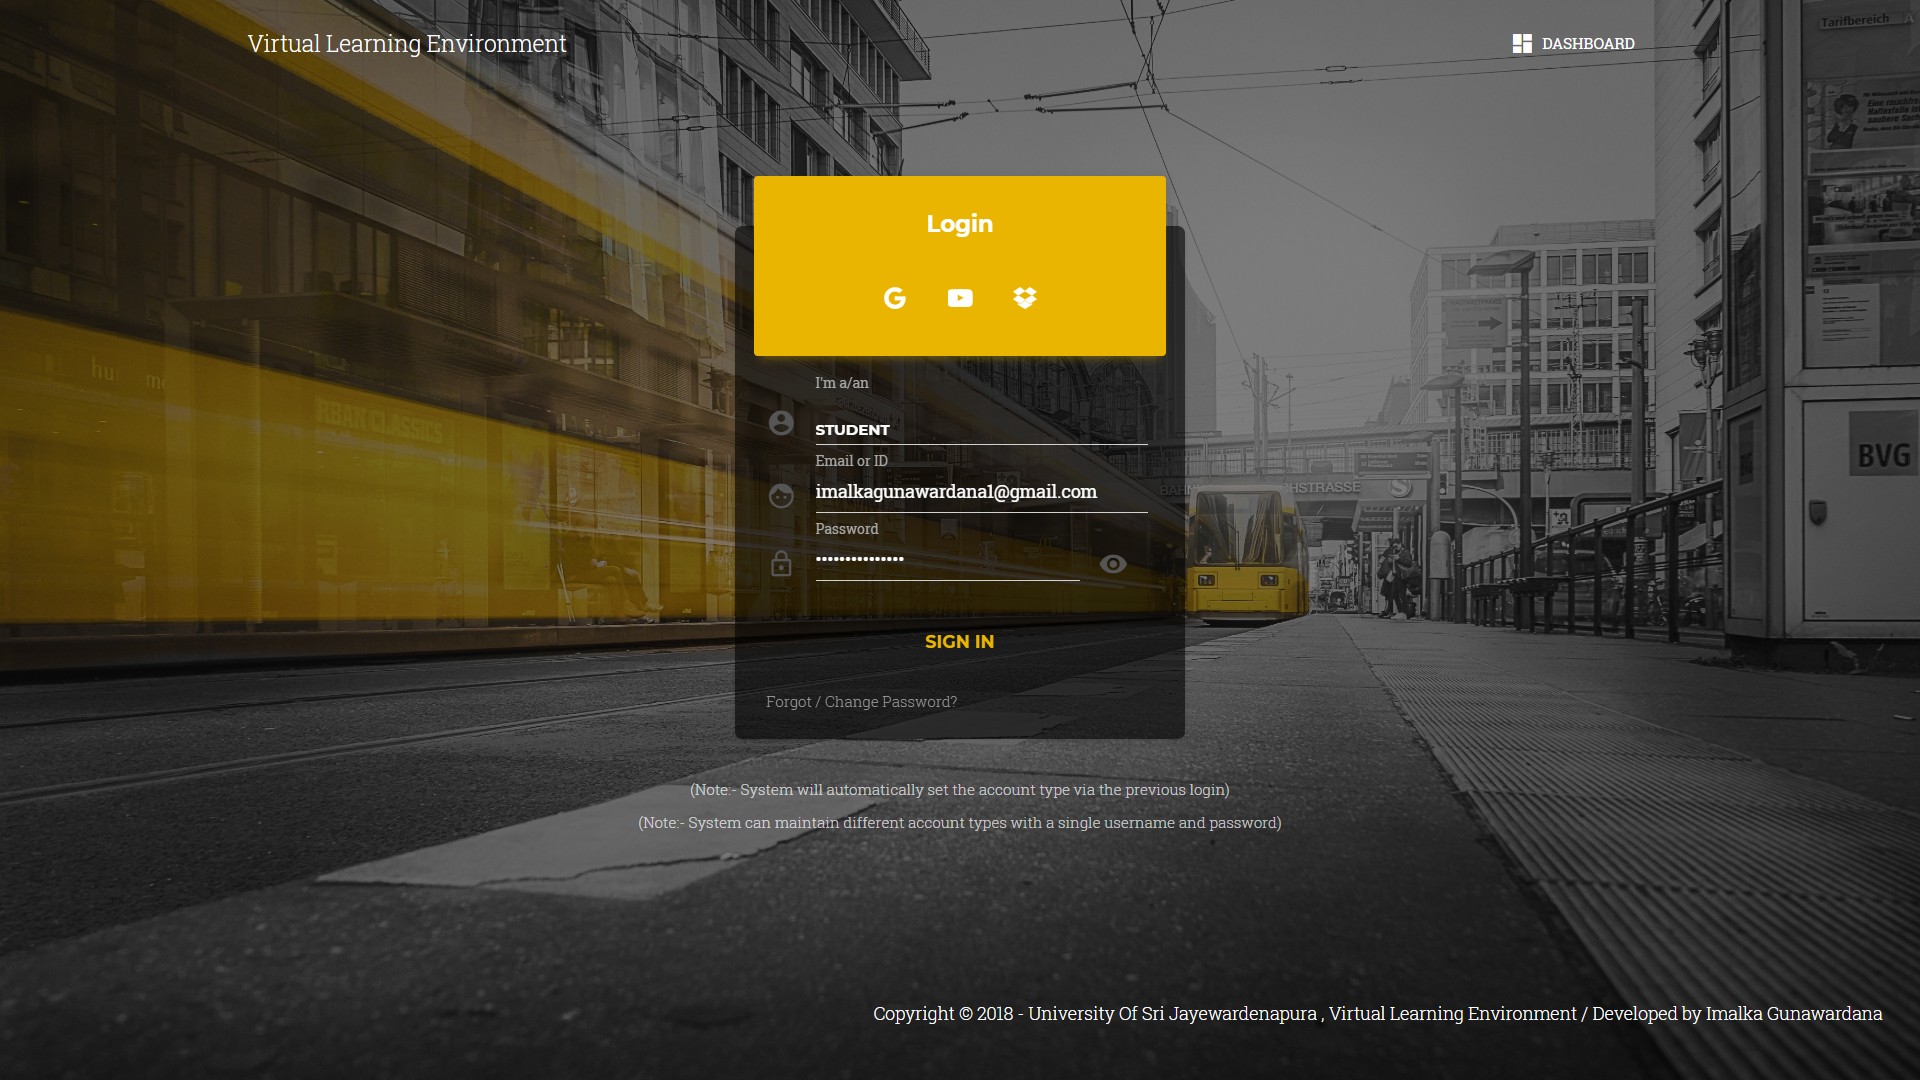 Virtual Learning Environment
DASHBOARD
Tarifbereich A
Login
I'm a/an
STUDENT
Email or ID
imalkagunawardana1@gmail.com
Password
•••••••••••••••
SIGN IN
Forgot / Change Password?
RBAN CLASSICS
BVG
(Note:- System will automatically set the account type via the previous login)
(Note:- System can maintain different account types with a single username and password)
Copyright © 2018 - University Of Sri Jayewardenapura , Virtual Learning Environment / Developed by Imalka Gunawardana